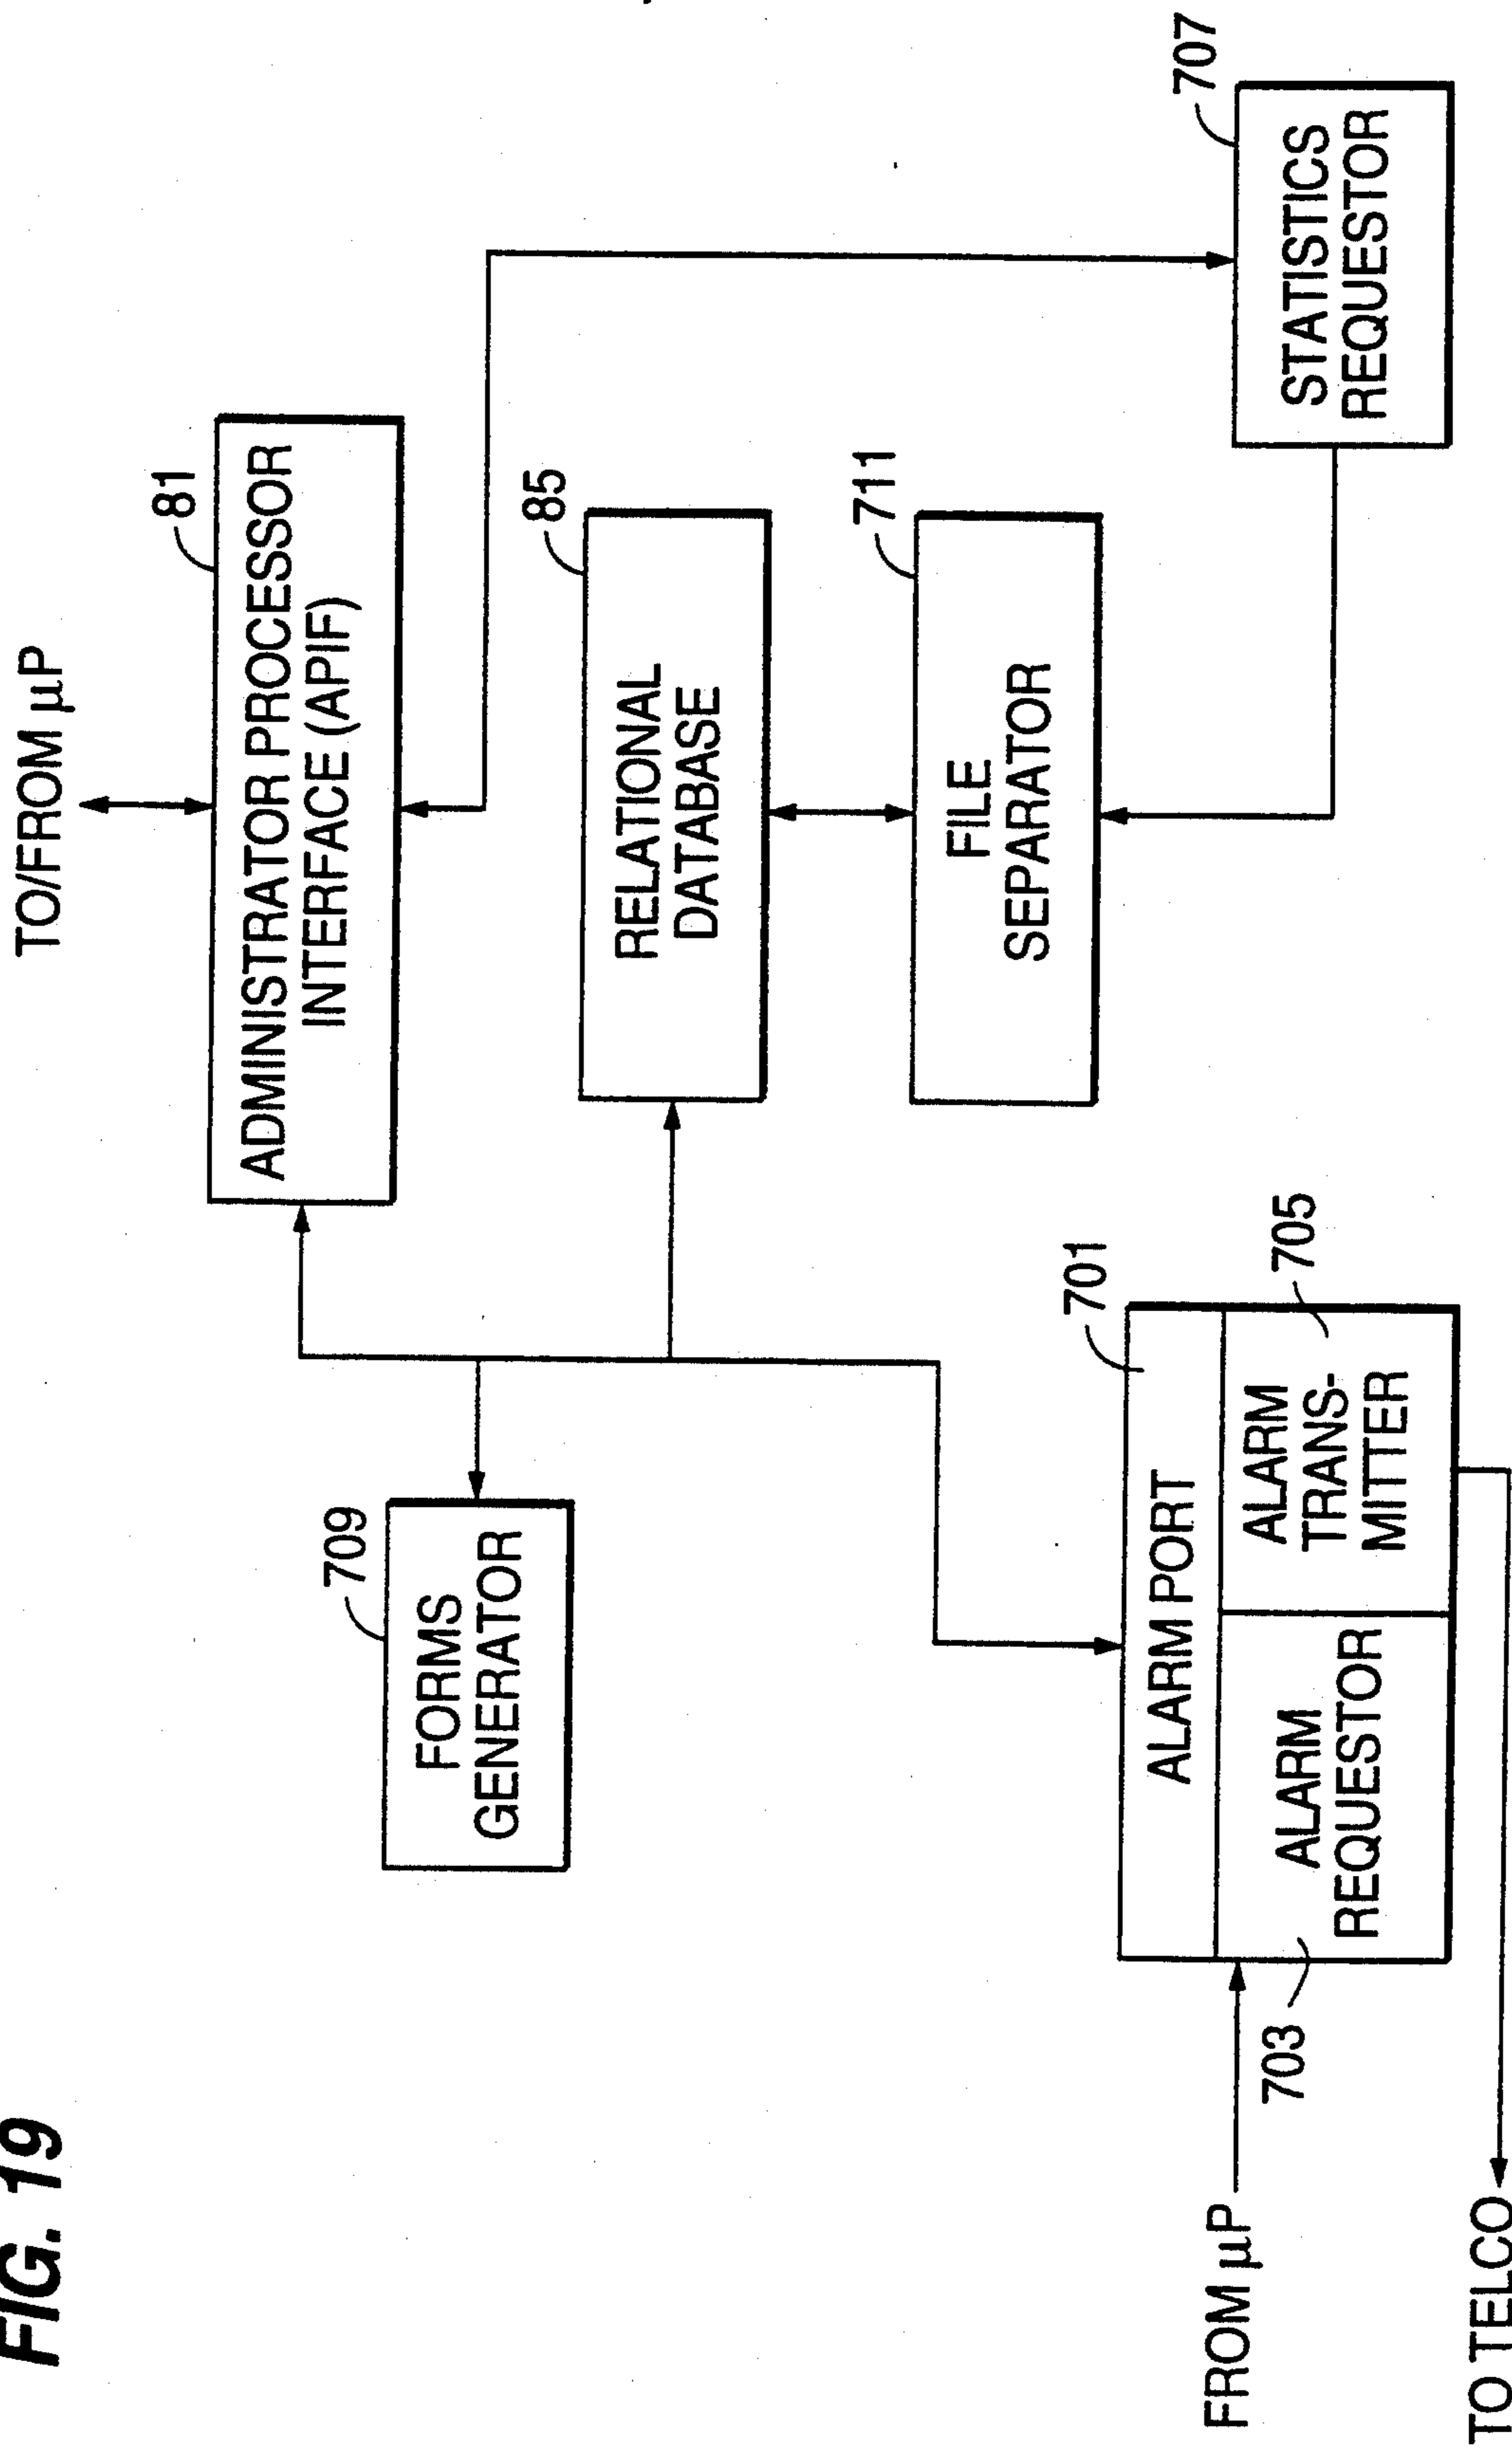 FIG. 19
TO/FROM µP
81
ADMINISTRATOR PROCESSOR
INTERFACE (APIF)
709
FORMS
GENERATOR
85
RELATIONAL
DATABASE
711
FILE
SEPARATOR
701
ALARM PORT
705
ALARM
TRANS-
MITTER
ALARM
REQUESTOR
703
FROM µP
TO TELCO
707
STATISTICS
REQUESTOR